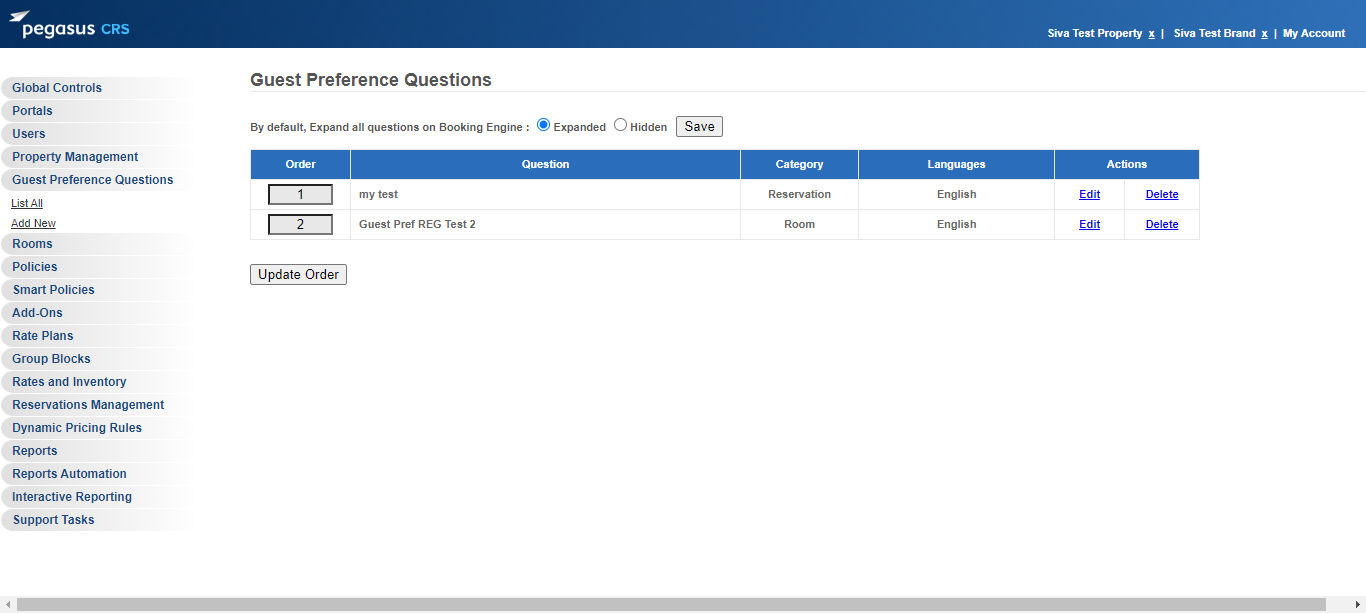 pegasus CRS
Siva Test Property x | Siva Test Brand x | My Account
Global Controls
Portals
Users
Property Management
Guest Preference Questions
List All
Add New
Rooms
Policies
Smart Policies
Add-Ons
Rate Plans
Group Blocks
Rates and Inventory
Reservations Management
Dynamic Pricing Rules
Reports
Reports Automation
Interactive Reporting
Support Tasks
Guest Preference Questions
By default, Expand all questions on Booking Engine : Expanded Hidden Save
Order Question Category Languages Actions
1 my test Reservation English Edit Delete
2 Guest Pref REG Test 2 Room English Edit Delete
Update Order